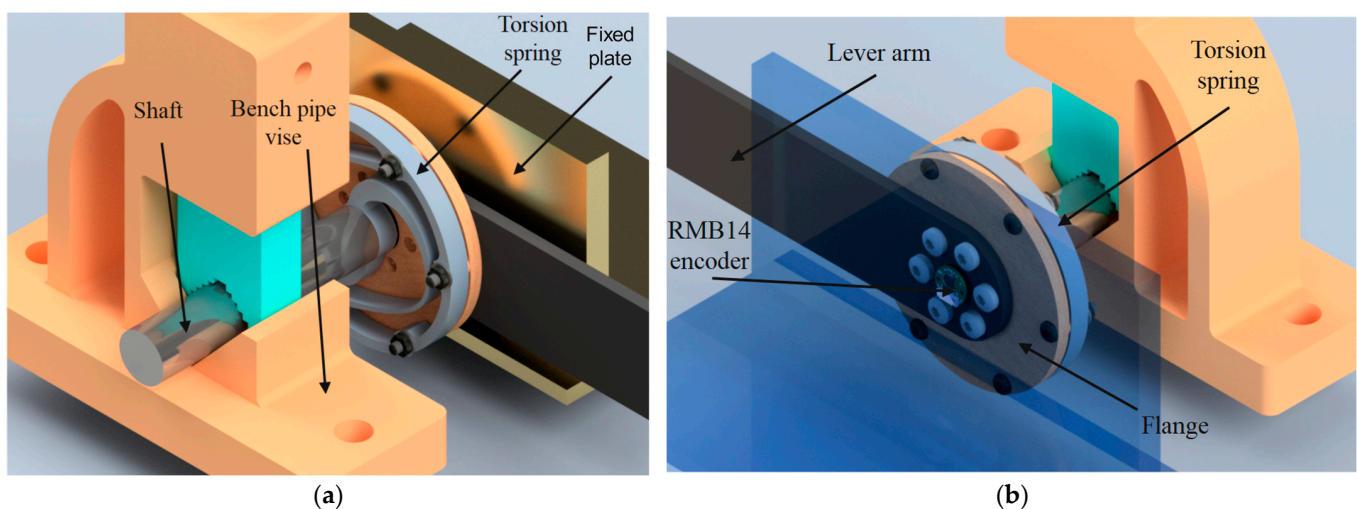 Torsion
spring
Fixed
plate
Shaft
Bench pipe
vise
Lever arm
Torsion
spring
RMB14
encoder
Flange
(a)
(b)